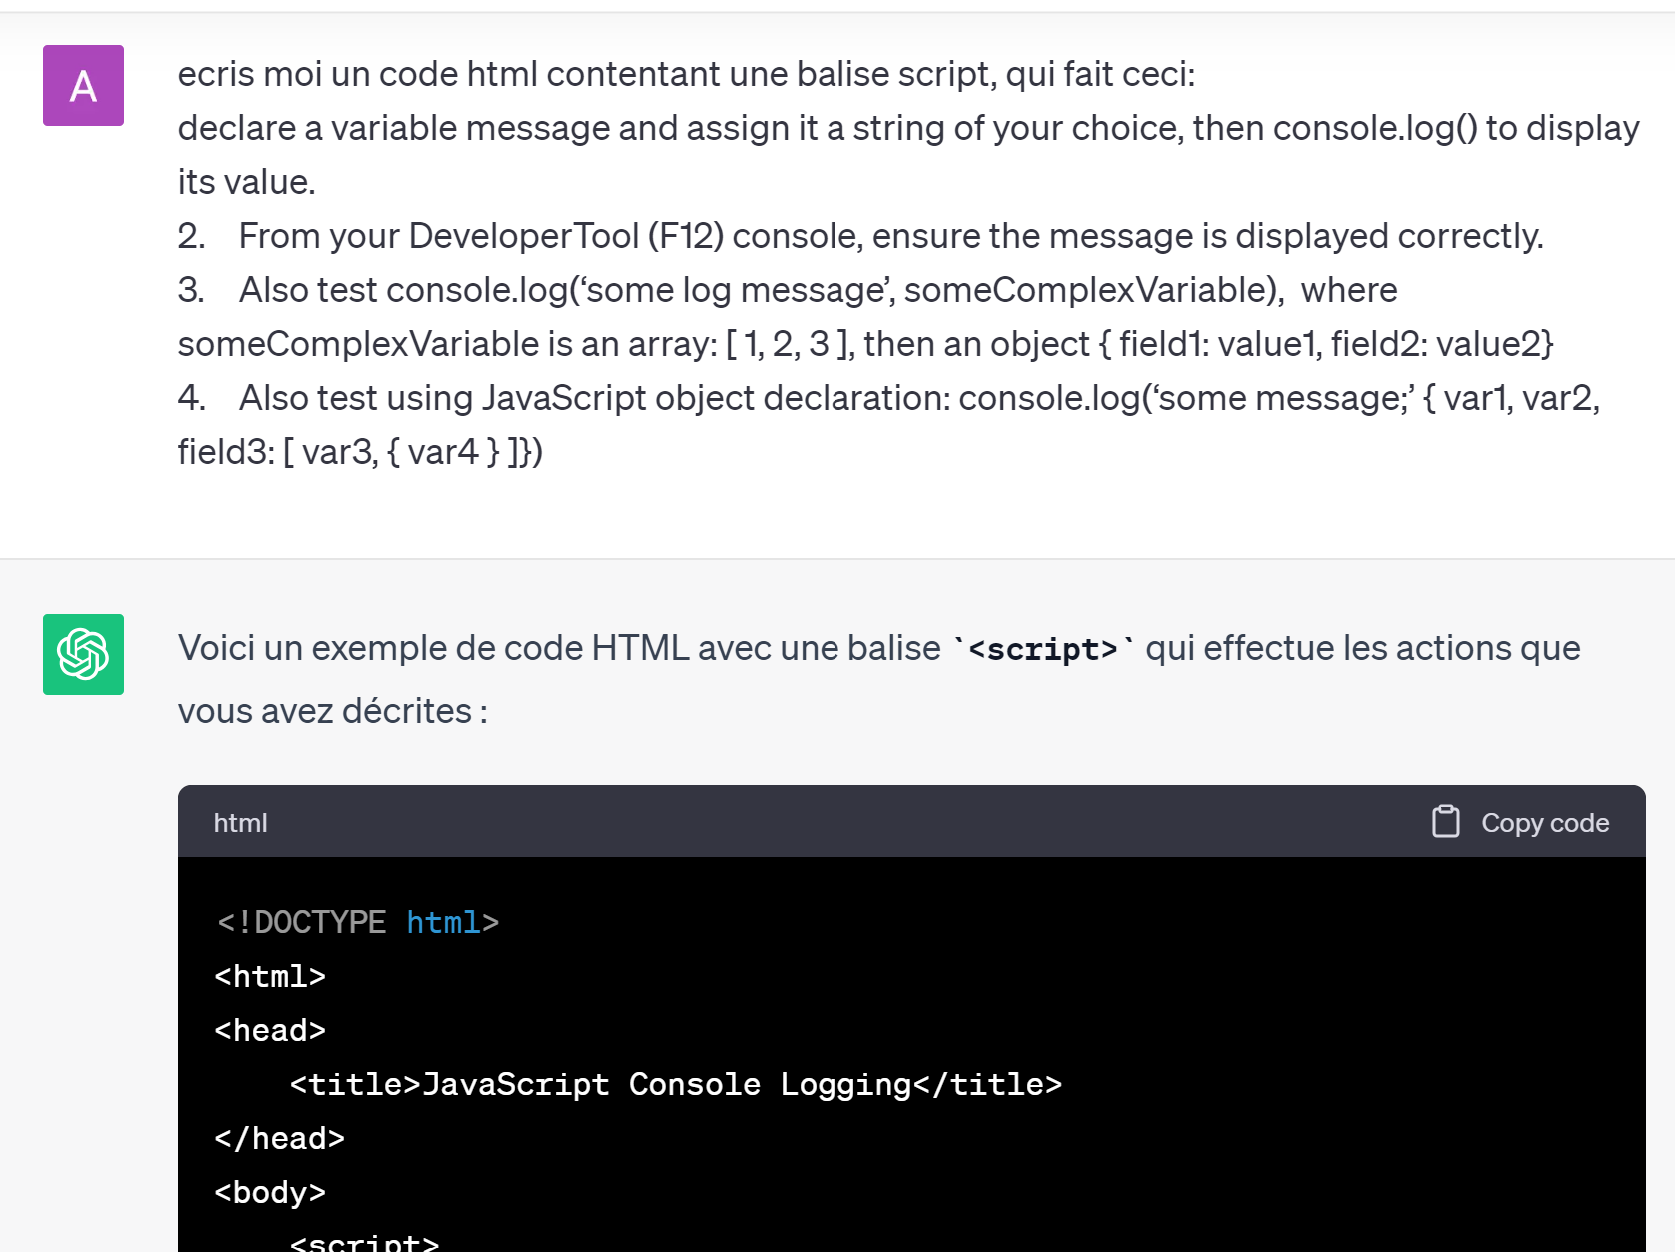 A
ecris moi un code html contentant une balise script, qui fait ceci:
declare a variable message and assign it a string of your choice, then console.log() to display
its value.
2. From your DeveloperTool (F12) console, ensure the message is displayed correctly.
3. Also test console.log(‘some log message’, someComplexVariable), where
someComplexVariable is an array: [ 1, 2, 3 ], then an object { field1: value1, field2: value2}
4. Also test using JavaScript object declaration: console.log(‘some message;’ { var1, var2,
field3: [ var3, { var4 } ]})
Voici un exemple de code HTML avec une balise `<script>` qui effectue les actions que
vous avez décrites :
html
Copy code
<!DOCTYPE html>
<html>
<head>
<title>JavaScript Console Logging</title>
</head>
<body>
<script>